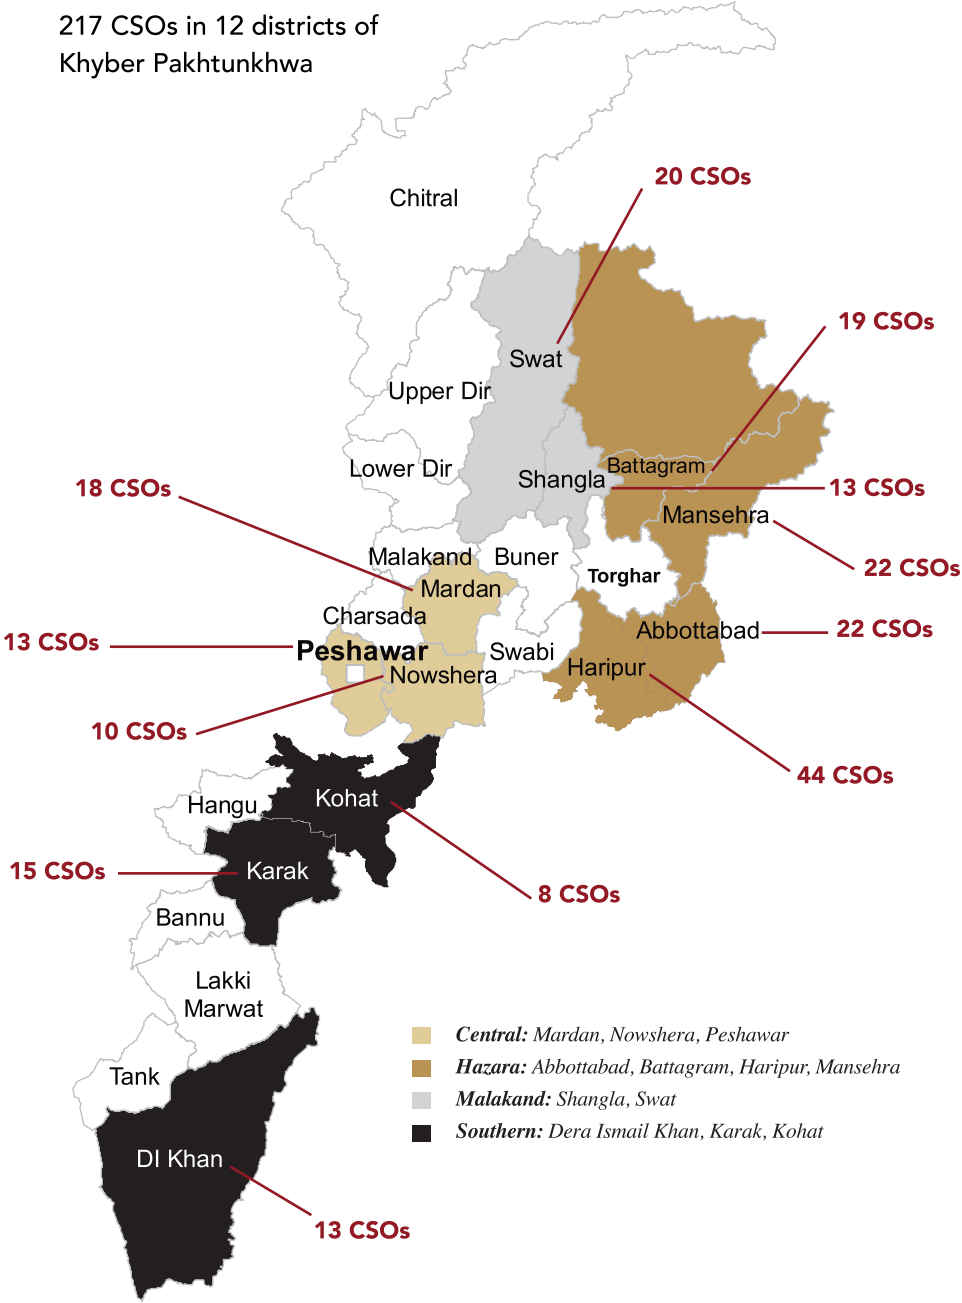 217 CSOs in 12 districts of
Khyber Pakhtunkhwa
20 CSOs
Chitral
19 CSOs
Swat
Upper Dir
Lower Dir
Battagram
Shangla
18 CSOs
13 CSOs
Mansehra
Malakand
Buner
22 CSOs
Torghar
Mardan
Charsada
13 CSOs
Abbottabad
22 CSOs
Peshawar
Swabi
Haripur
Nowshera
10 CSOs
44 CSOs
Kohat
Hangu
15 CSOs
Karak
8 CSOs
Bannu
Lakki
Marwat
Central: Mardan, Nowshera, Peshawar
Hazara: Abbottabad, Battagram, Haripur, Mansehra
Tank
Malakand: Shangla, Swat
Southern: Dera Ismail Khan, Karak, Kohat
DI Khan
13 CSOs